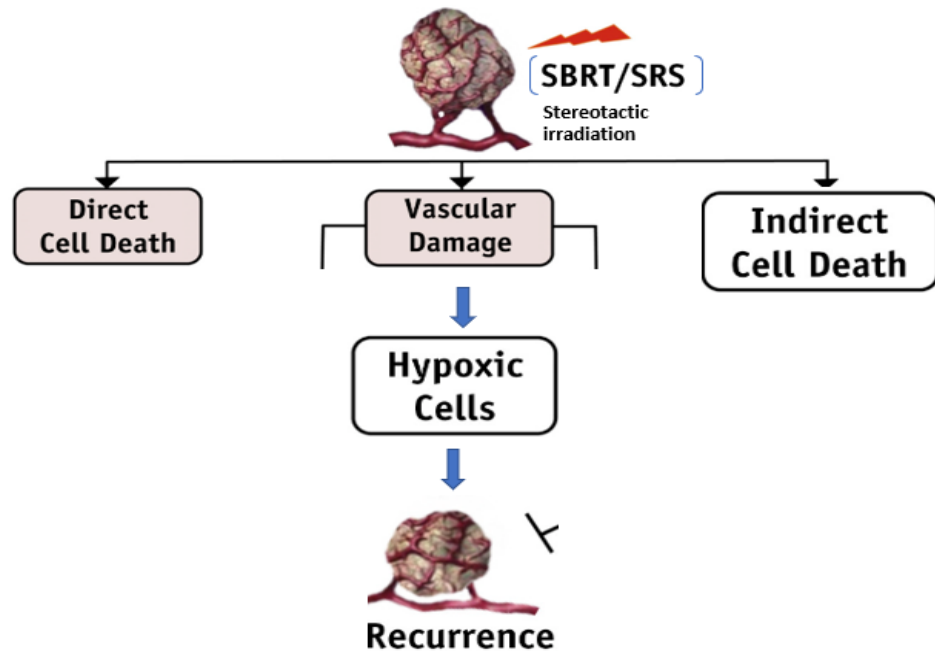 SBRT/SRS
Stereotactic
irradiation
Direct
Cell Death
Vascular
Damage
Indirect
Cell Death
Hypoxic
Cells
Recurrence